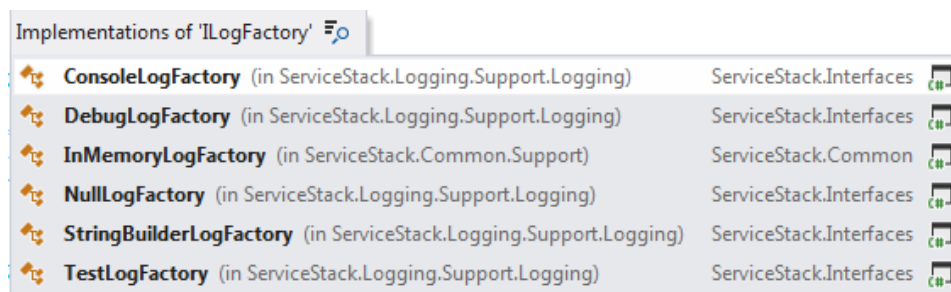 Implementations of 'ILogFactory'
ConsoleLogFactory (in ServiceStack.Logging.Support.Logging) ServiceStack.Interfaces C#
DebugLogFactory (in ServiceStack.Logging.Support.Logging) ServiceStack.Interfaces C#
InMemoryLogFactory (in ServiceStack.Common.Support) ServiceStack.Common C#
NullLogFactory (in ServiceStack.Logging.Support.Logging) ServiceStack.Interfaces C#
StringBuilderLogFactory (in ServiceStack.Logging.Support.Logging) ServiceStack.Interfaces C#
TestLogFactory (in ServiceStack.Logging.Support.Logging) ServiceStack.Interfaces C#